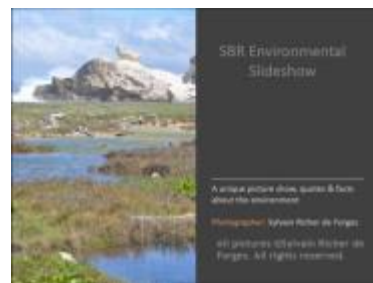 SBR Environmental
Slideshow
A unique picture show, quotes & facts
about the environment
Photographer: Sylvain Richer de Forges
All pictures ©Sylvain Richer de
Forges. All rights reserved.